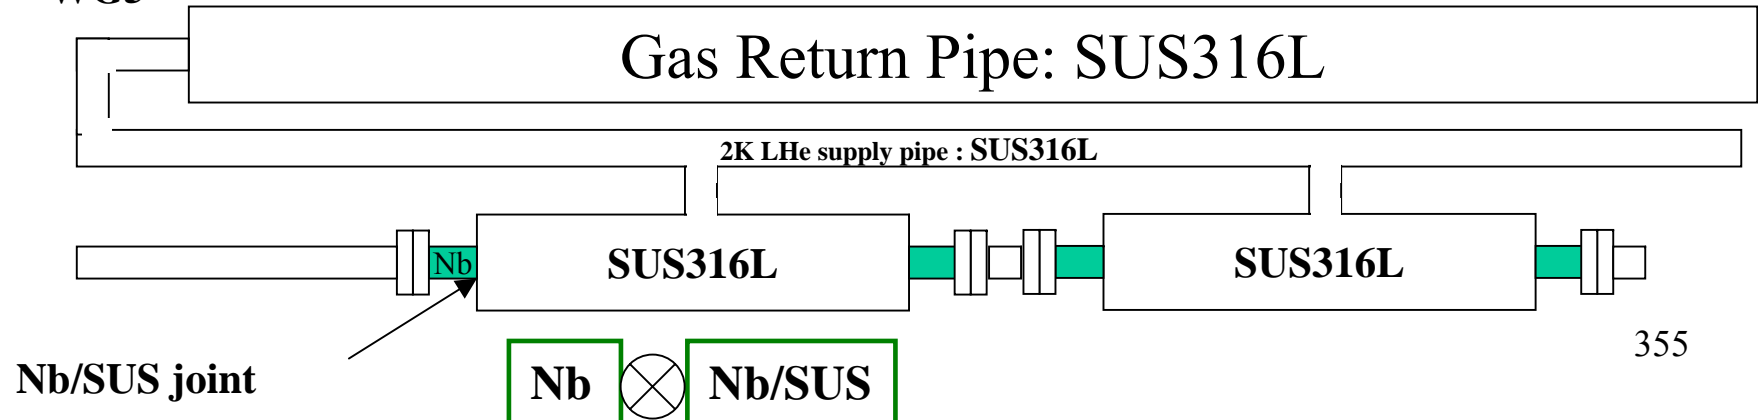 Gas Return Pipe: SUS316L
2K LHe supply pipe : SUS316L
Nb
SUS316L
SUS316L
355
Nb/SUS joint
Nb
Nb/SUS